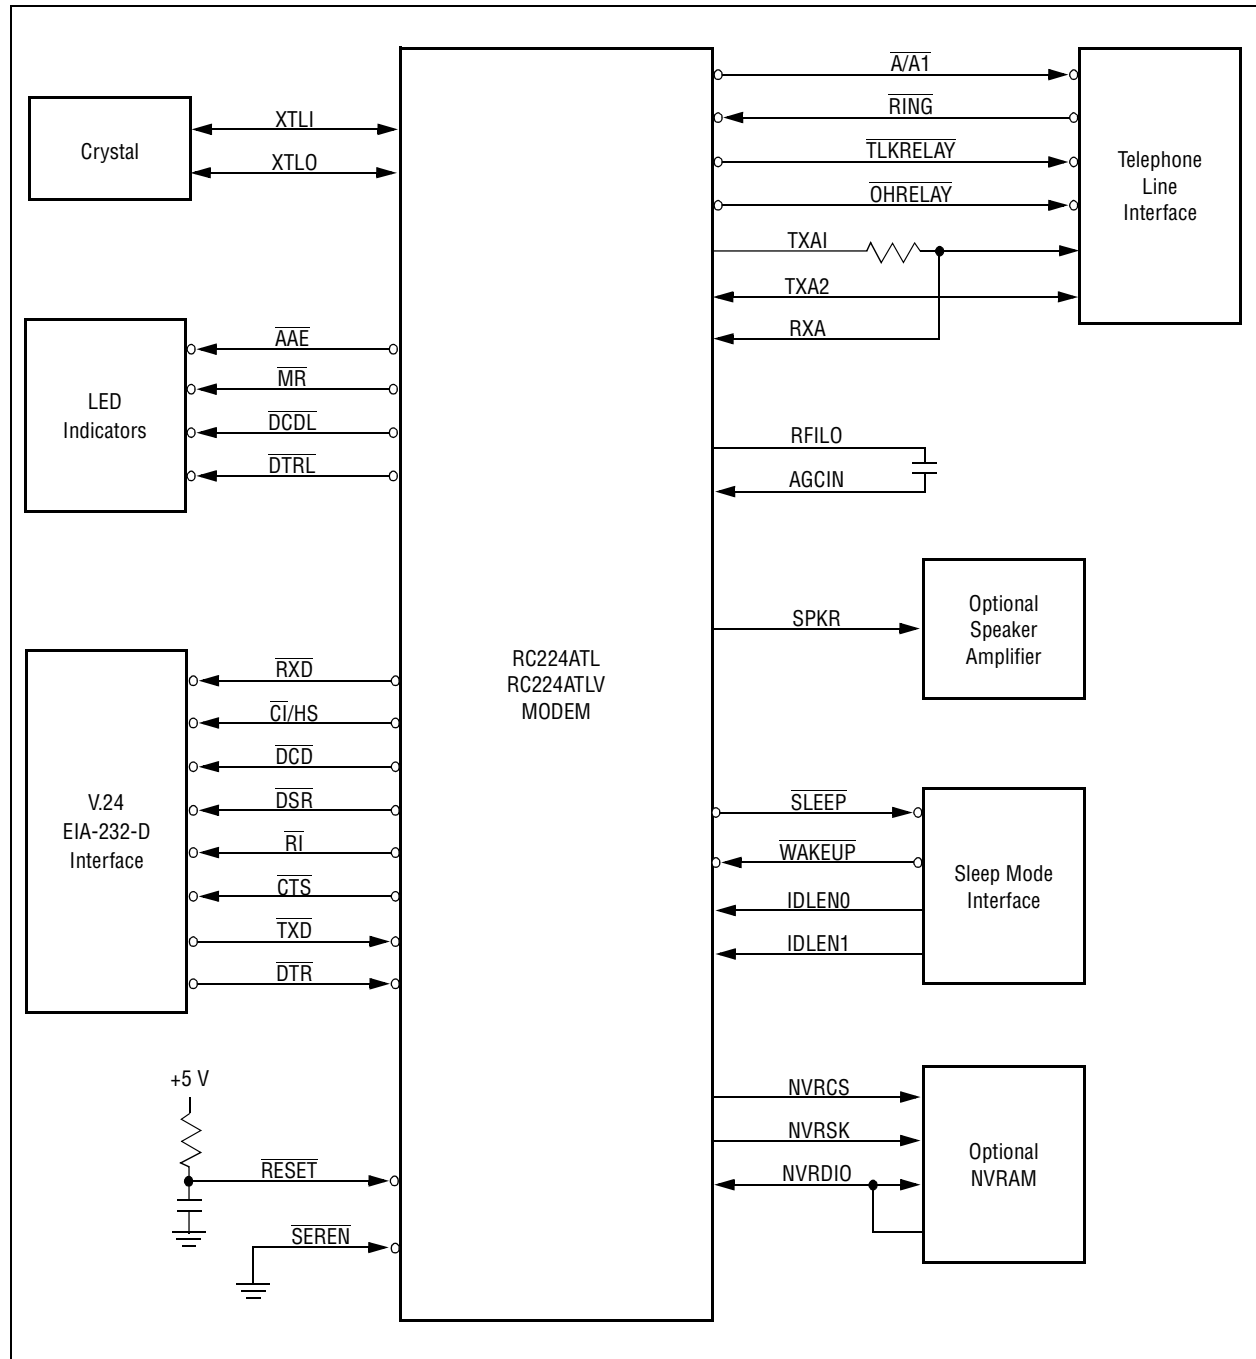 A/A1
RING
TLKRELAY
OHRELAY
TXAI
TXA2
RXA
Telephone
Line
Interface
Crystal
XTLI
XTLO
LED
Indicators
AAE
MR
DCDL
DTRL
RFILO
AGCIN
SPKR
Optional
Speaker
Amplifier
RC224ATL
RC224ATLV
MODEM
V.24
EIA-232-D
Interface
RXD
CI/HS
DCD
DSR
RI
CTS
TXD
DTR
SLEEP
WAKEUP
IDLEN0
IDLEN1
Sleep Mode
Interface
+5 V
RESET
SEREN
NVRCS
NVRSK
NVRDIO
Optional
NVRAM